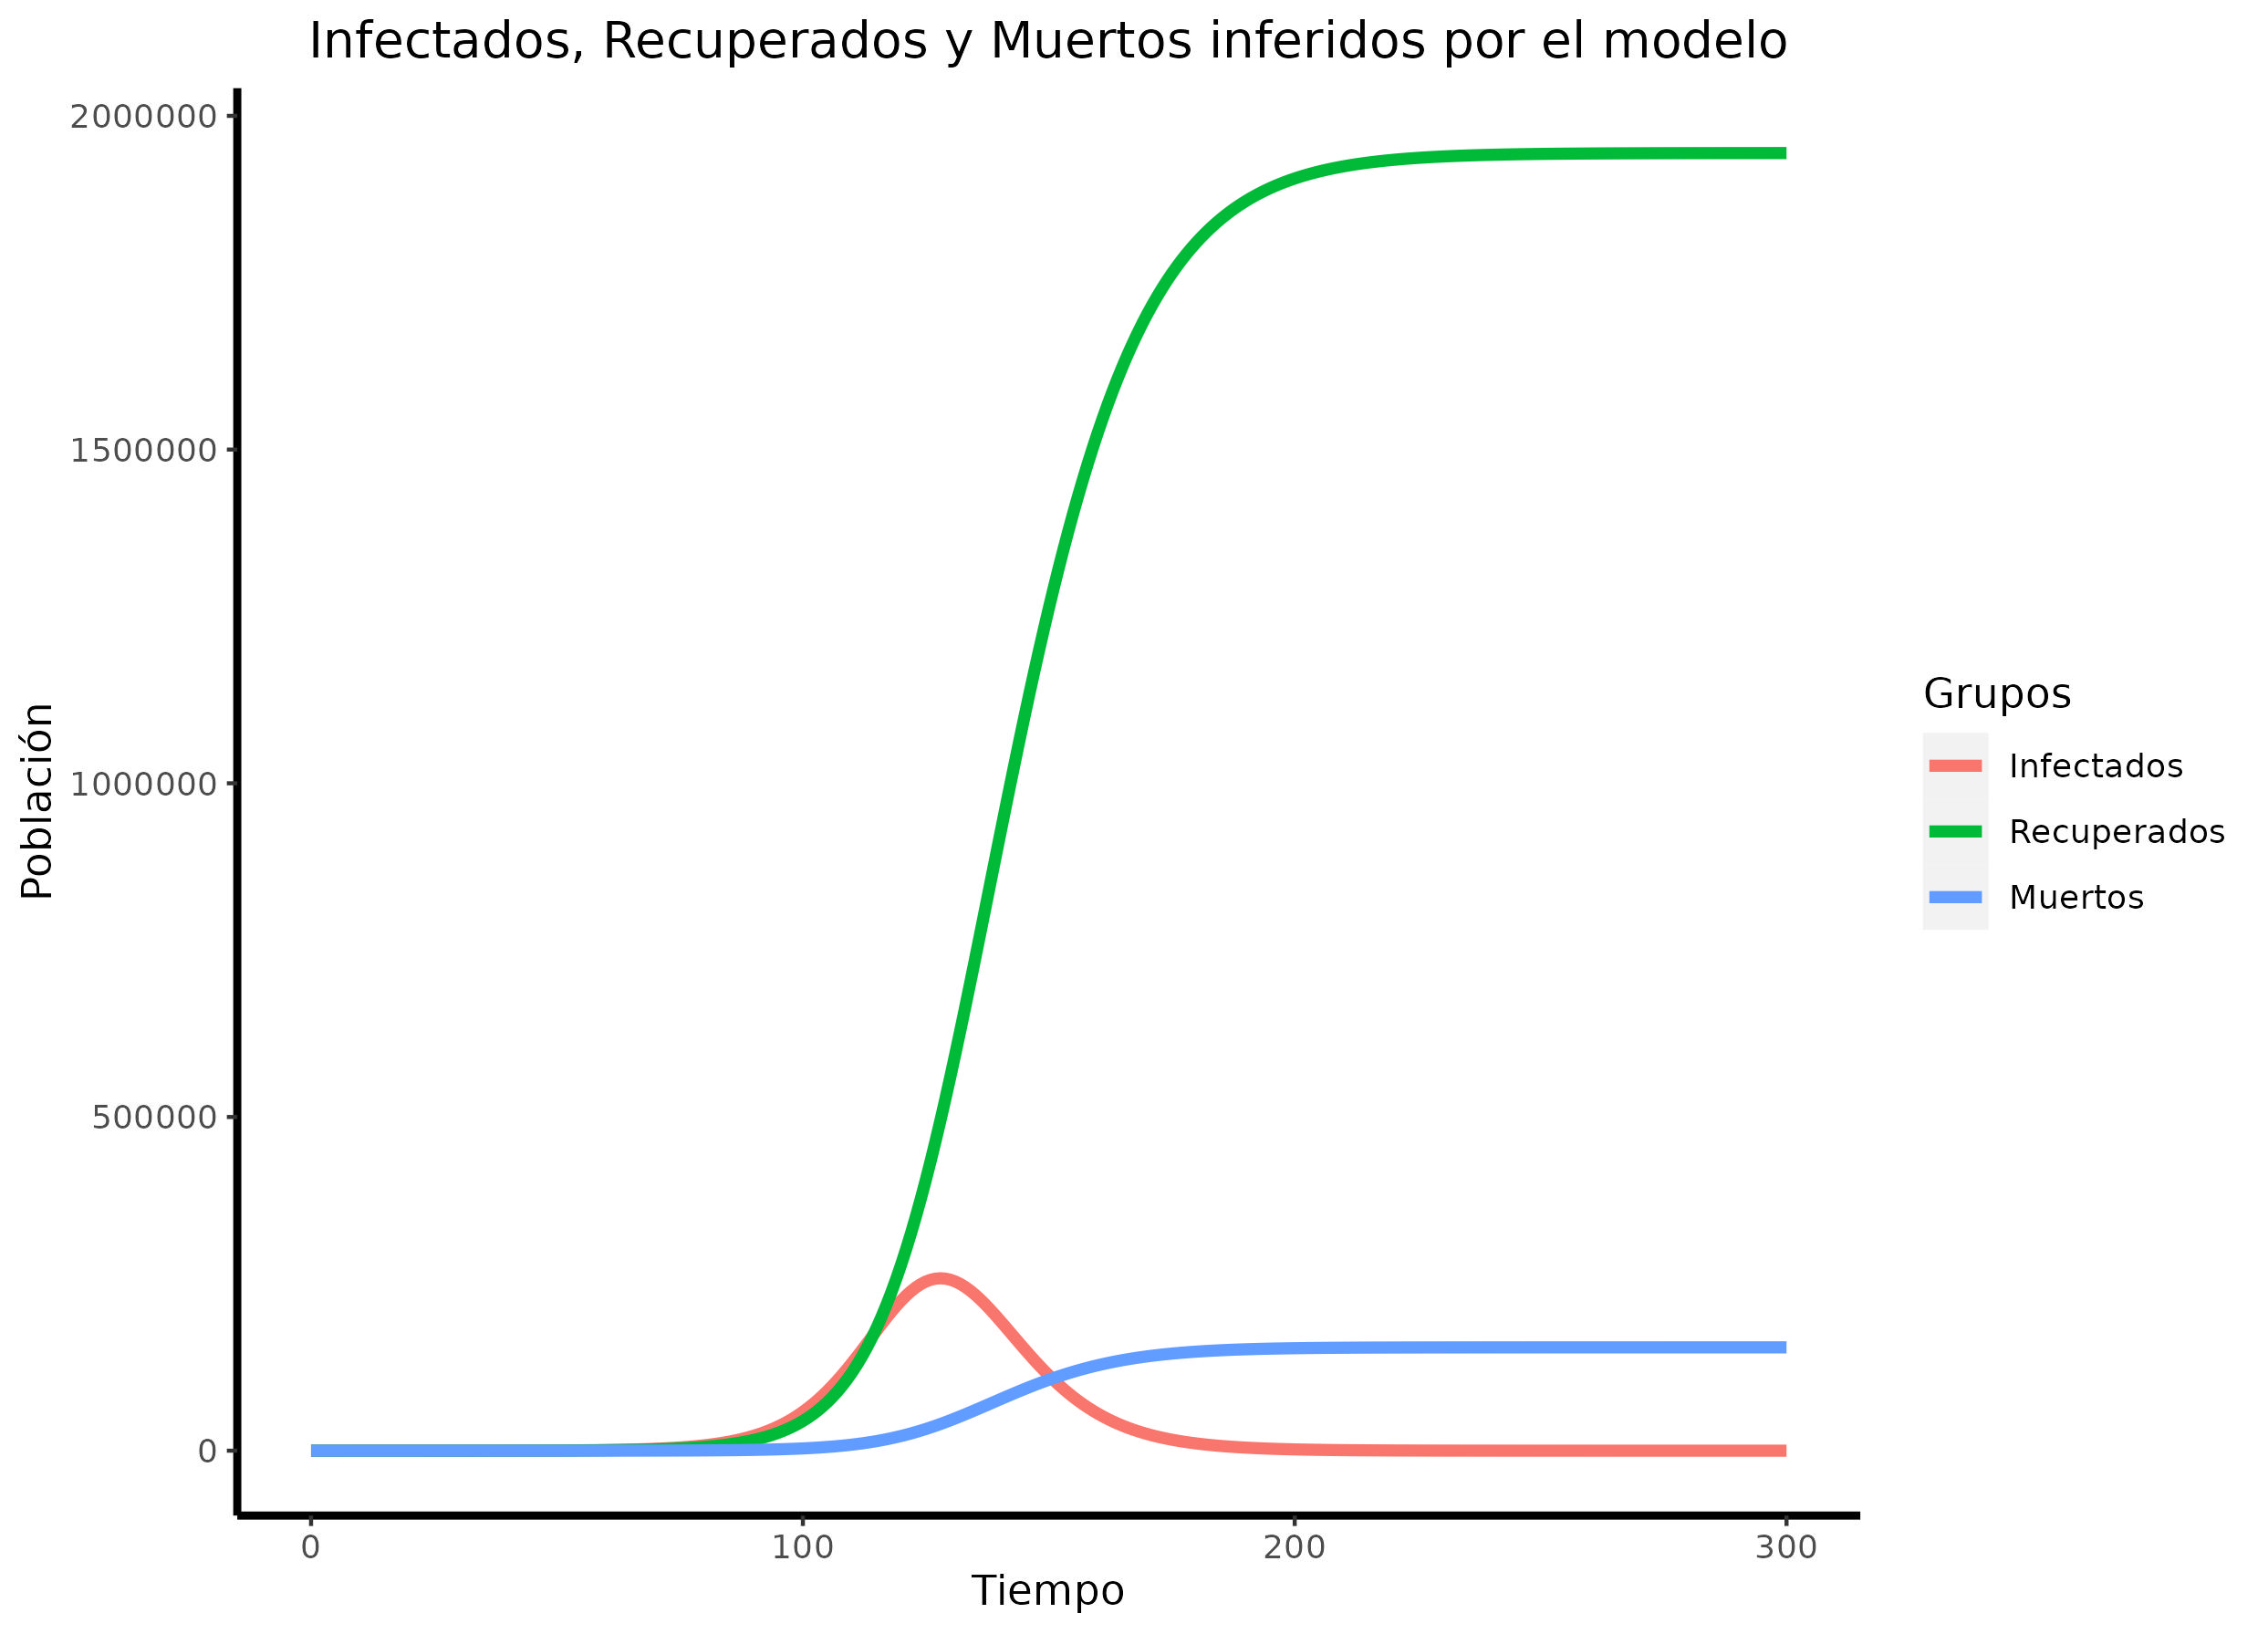 Infectados, Recuperados y Muertos inferidos por el modelo
Población
2000000
1500000
1000000
500000
0
0 100 200 300
Tiempo
Grupos
Infectados
Recuperados
Muertos